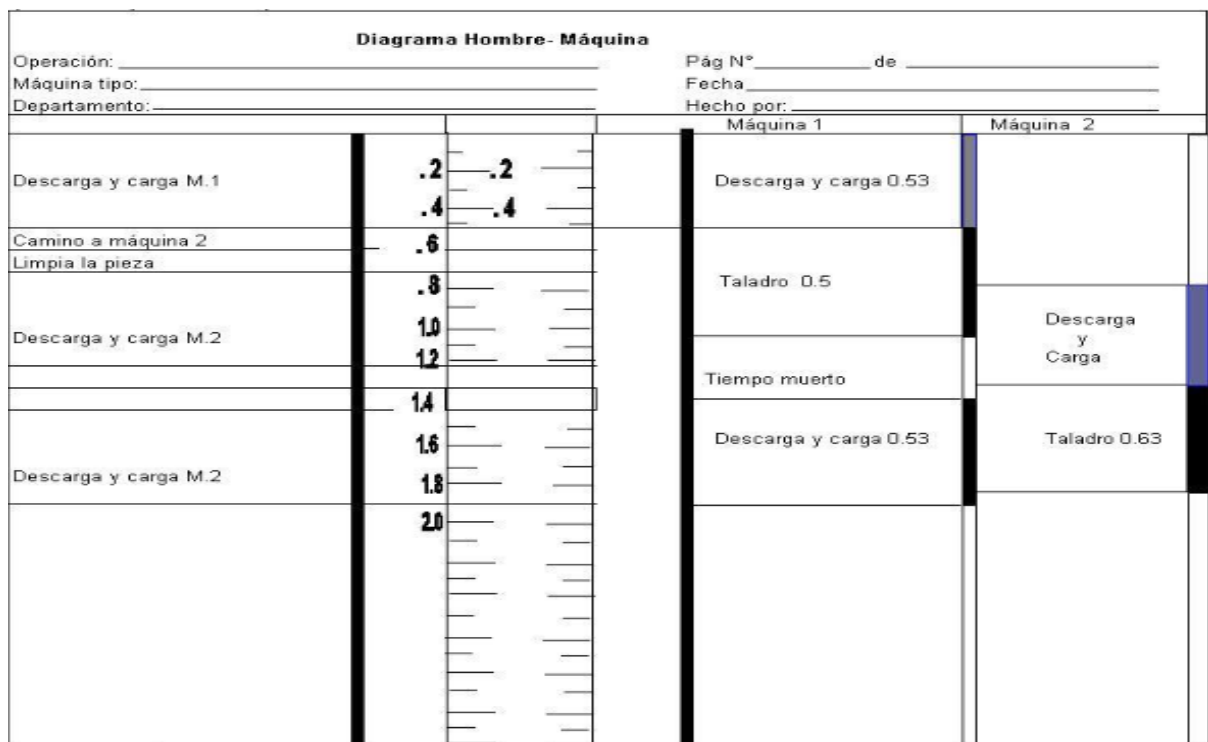 Diagrama Hombre- Máquina
Operación:
Pág N° de
Máquina tipo:
Fecha
Departamento:
Hecho por:
Máquina 1
Máquina 2
Descarga y carga M.1
.2
.2
Descarga y carga 0.53
.4
.4
Camino a máquina 2
.6
Limpia la pieza
.8
Taladro 0.5
Descarga
y
Carga
1.0
Descarga y carga M.2
1.2
Tiempo muerto
1.4
1.6
Descarga y carga 0.53
Taladro 0.63
Descarga y carga M.2
1.8
2.0